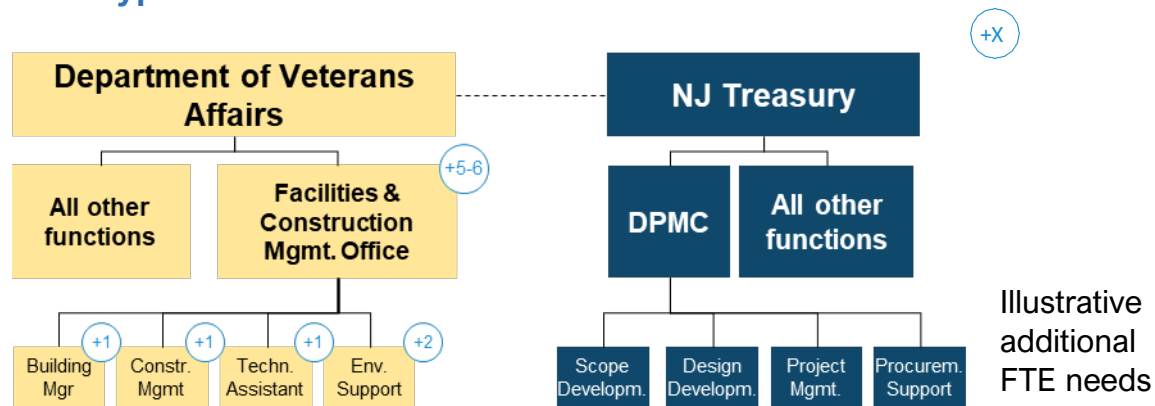 +X
Department of Veterans
Affairs
NJ Treasury
+5-6
All other
functions
Facilities &
Construction
Mgmt. Office
DPMC
All other
functions
+1
+1
+1
+2
Building
Mgr
Constr.
Mgmt
Techn.
Assistant
Env.
Support
Scope
Developm.
Design
Developm.
Project
Mgmt.
Procurem.
Support
Illustrative
additional
FTE needs